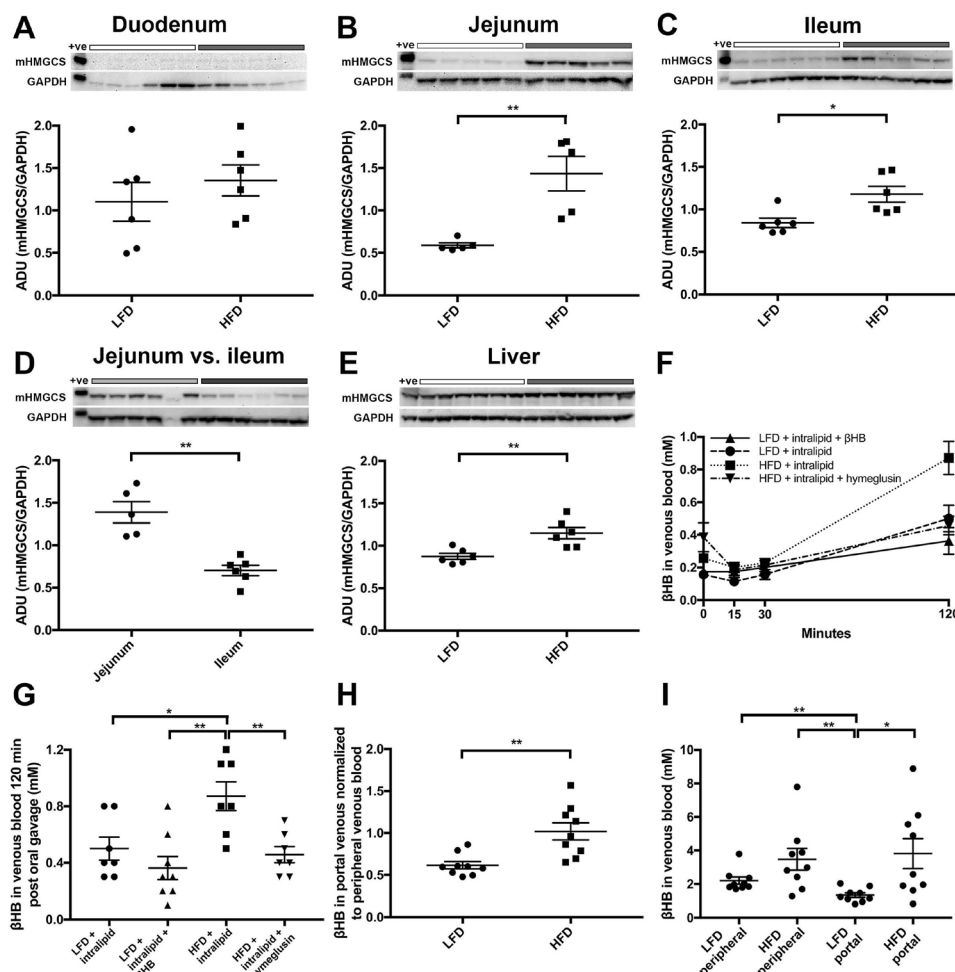 A Duodenum
+ve
mHMGCS
GAPDH
ADU (mHMGCS/GAPDH)
2.0
1.5
1.0
0.5
0.0
LFD
HFD
B Jejunum
+ve
mHMGCS
GAPDH
**
ADU (mHMGCS/GAPDH)
2.0
1.5
1.0
0.5
0.0
LFD
HFD
C Ileum
+ve
mHMGCS
GAPDH
*
ADU (mHMGCS/GAPDH)
2.0
1.5
1.0
0.5
0.0
LFD
HFD
D Jejunum vs. ileum
+ve
mHMGCS
GAPDH
**
ADU (mHMGCS/GAPDH)
2.0
1.5
1.0
0.5
0.0
Jejunum
Ileum
E Liver
+ve
mHMGCS
GAPDH
**
ADU (mHMGCS/GAPDH)
2.0
1.5
1.0
0.5
0.0
LFD
HFD
F
LFD + intralipid + βHB
LFD + intralipid
HFD + intralipid
HFD + intralipid + hymeglusin
βHB in venous blood (mM)
1.0
0.8
0.6
0.4
0.2
0.0
0
15
30
120
Minutes
G
*
**
**
βHB in venous blood 120 min
post oral gavage (mM)
1.2
0.8
0.4
0.0
LFD +
intralipid
LFD +
intralipid +
HB
HFD +
intralipid
HFD +
intralipid +
ymeglusin
H
**
βHB in portal venous normalized
to peripheral venous blood
2.0
1.5
1.0
0.5
0.0
LFD
HFD
I
**
**
*
βHB in venous blood (mM)
10
8
6
4
2
0
LFD
peripheral
HFD
peripheral
LFD
portal
HFD
portal